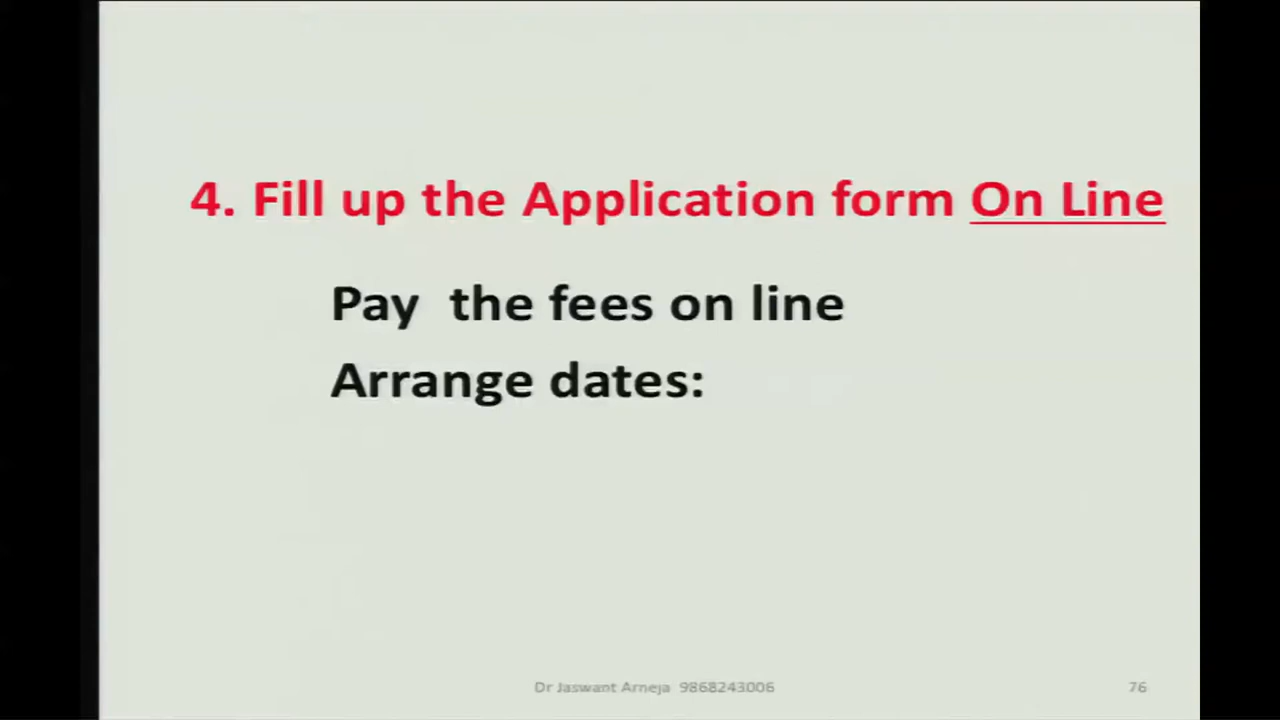 4. Fill up the Application form On Line
Pay the fees on line
Arrange dates:
Dr Jaswant Arneja 9868243006
76